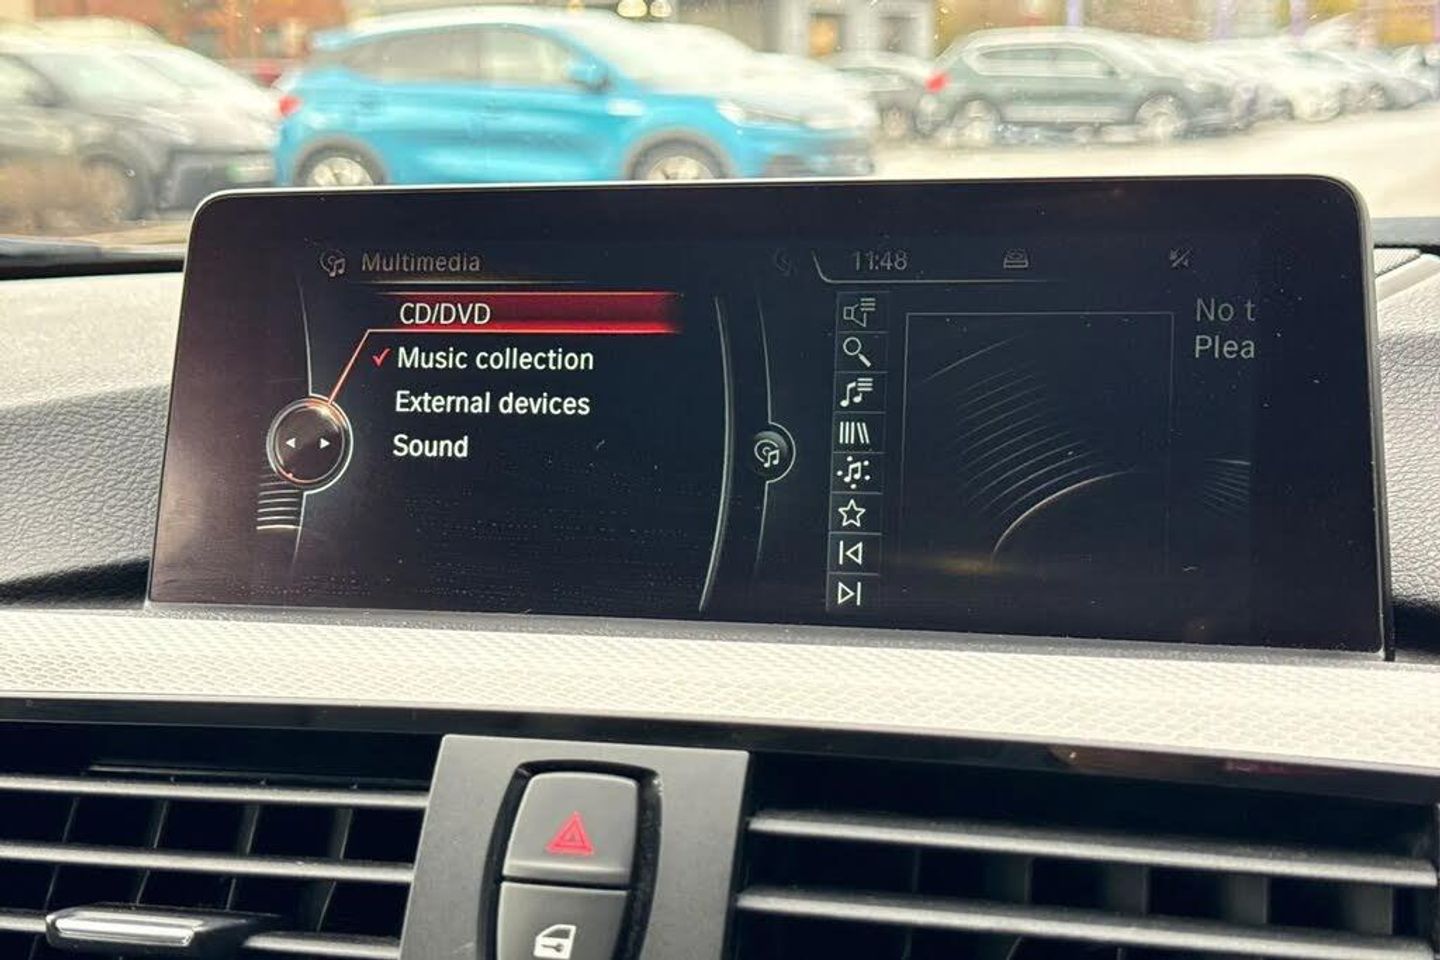 Multimedia
11:48
CD/DVD
Music collection
External devices
Sound
No t
Plea